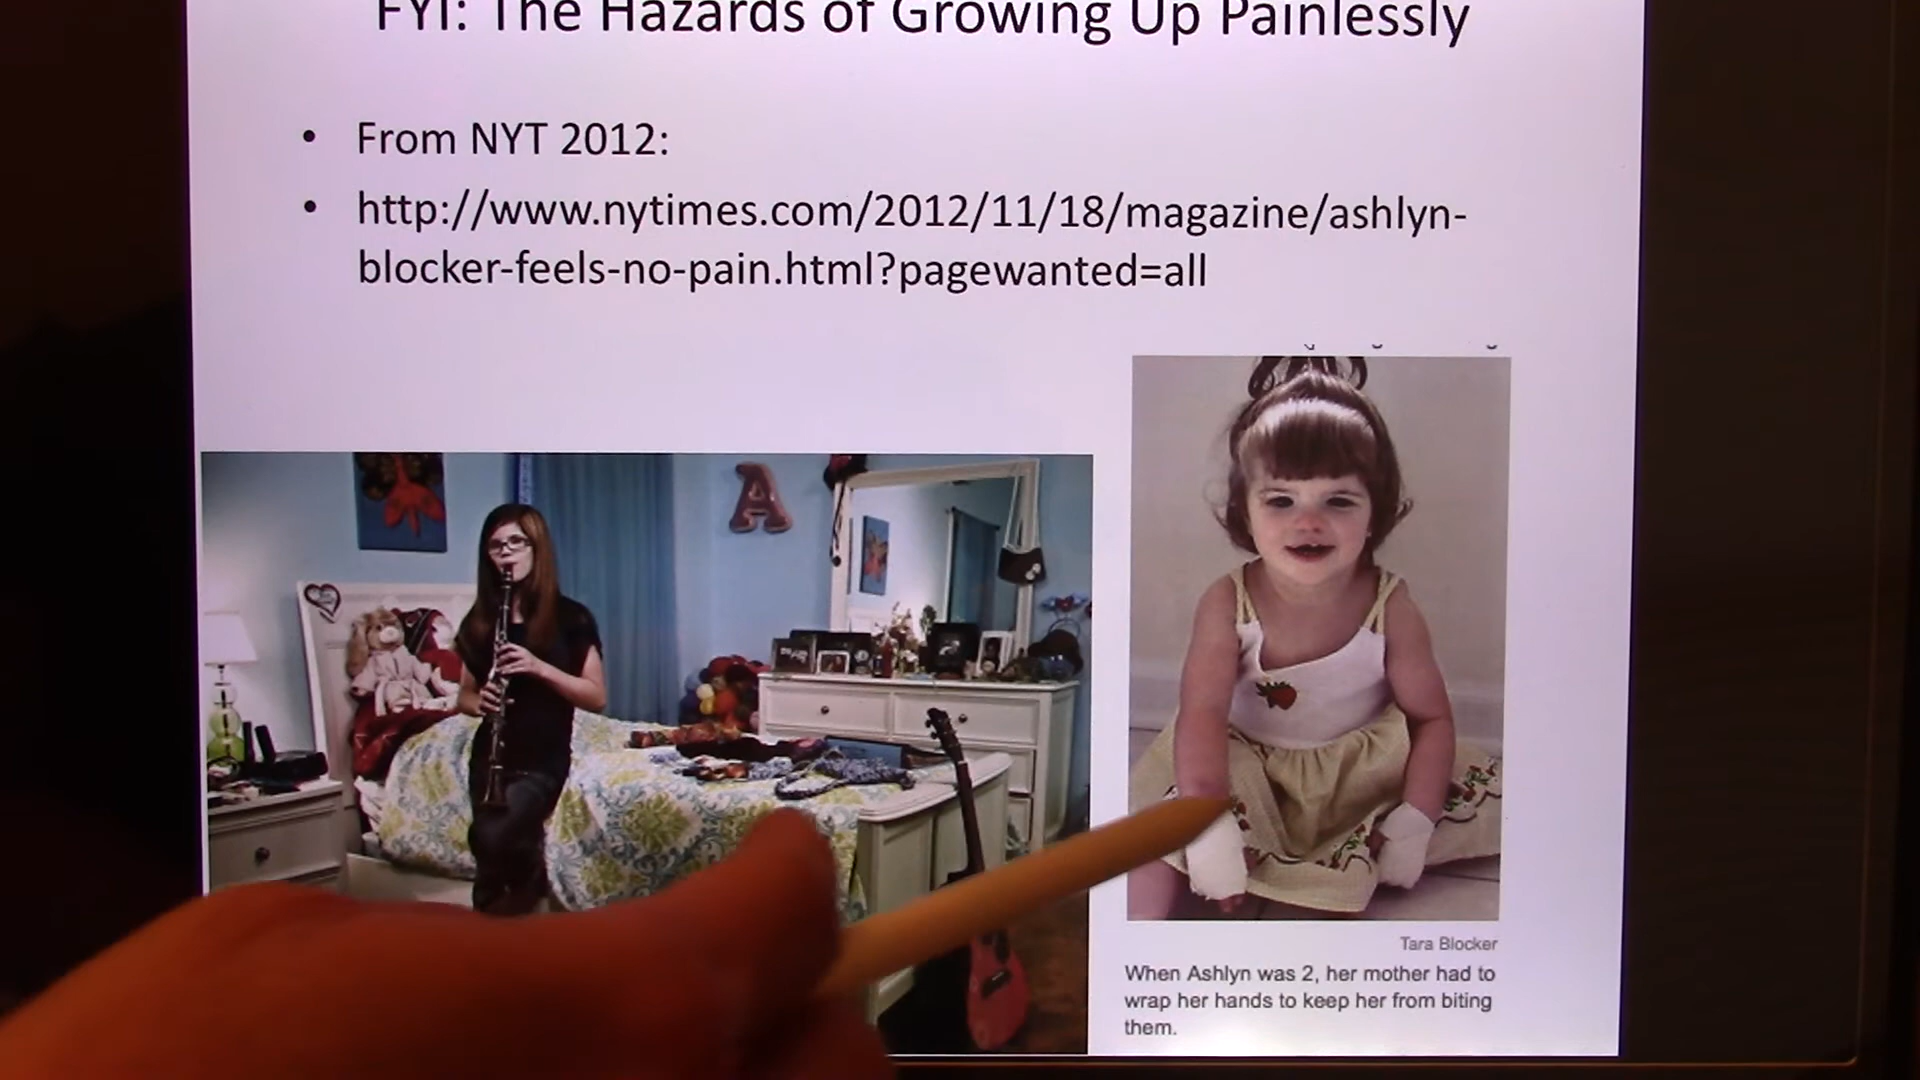 FYI: The Hazards of Growing Up Painlessly
• From NYT 2012:
• http://www.nytimes.com/2012/11/18/magazine/ashlyn-
blocker-feels-no-pain.html?pagewanted=all
A
Tara Blocker
When Ashlyn was 2, her mother had to
wrap her hands to keep her from biting
them.